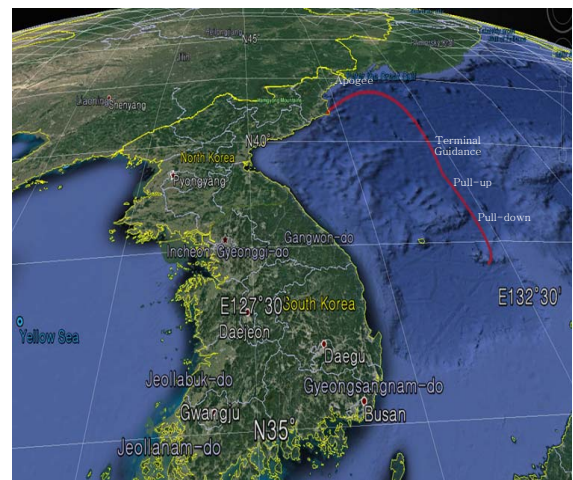 N45
Jilin
Shenyang
Apogee
N40°
Terminal
Guidance
North Korea
Pyongyang
Pull-up
Pull-down
Gangwon-do
Incheon-Gyeonggi-do
E127°30'
South Korea
E132°30'
Yellow Sea
Daejeon
Daegu
Jeollabuk-do
Gyeongsangnam-do
Gwangju
Busan
N35°
Jeollanam-do